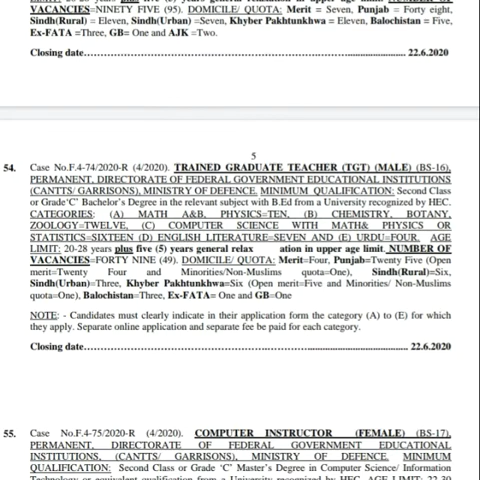 VACANCIES=NINETY FIVE (95). DOMICILE/ QUOTA: Merit = Seven, Punjab = Forty eight,
Sindh(Rural) = Eleven, Sindh(Urban) =Seven, Khyber Pakhtunkhwa = Eleven, Balochistan = Five,
Ex-FATA =Three, GB= One and AJK =Two.
Closing date............................................................................................................ 22.6.2020
5
54. Case No.F.4-74/2020-R (4/2020). TRAINED GRADUATE TEACHER (TGT) (MALE) (BS-16),
PERMANENT, DIRECTORATE OF FEDERAL GOVERNMENT EDUCATIONAL INSTITUTIONS
(CANTTS/ GARRISONS), MINISTRY OF DEFENCE. MINIMUM QUALIFICATION: Second Class
or Grade'C' Bachelor's Degree in the relevant subject with B.Ed from a University recognized by HEC.
CATEGORIES: (A) MATH A&B, PHYSICS=TEN, (B) CHEMISTRY, BOTANY,
ZOOLOGY=TWELVE, (C) COMPUTER SCIENCE WITH MATH& PHYSICS OR
STATISTICS=SIXTEEN (D) ENGLISH LITERATURE=SEVEN AND (E) URDU=FOUR. AGE
LIMIT: 20-28 years plus five (5) years general relax ation in upper age limit. NUMBER OF
VACANCIES=FORTY NINE (49). DOMICILE/ QUOTA: Merit=Four, Punjab=Twenty Five (Open
merit=Twenty Four and Minorities/Non-Muslims quota=One), Sindh(Rural)=Six,
Sindh(Urban)=Three, Khyber Pakhtunkhwa=Six (Open merit=Five and Minorities/ Non-Muslims
quota=One), Balochistan=Three, Ex-FATA= One and GB=One
NOTE: - Candidates must clearly indicate in their application form the category (A) to (E) for which
they apply. Separate online application and separate fee be paid for each category.
Closing date............................................................................................................ 22.6.2020
55. Case No.F.4-75/2020-R (4/2020). COMPUTER INSTRUCTOR (FEMALE) (BS-17),
PERMANENT, DIRECTORATE OF FEDERAL GOVERNMENT EDUCATIONAL
INSTITUTIONS, (CANTTS/ GARRISONS), MINISTRY OF DEFENCE. MINIMUM
QUALIFICATION: Second Class or Grade 'C' Master's Degree in Computer Science/ Information